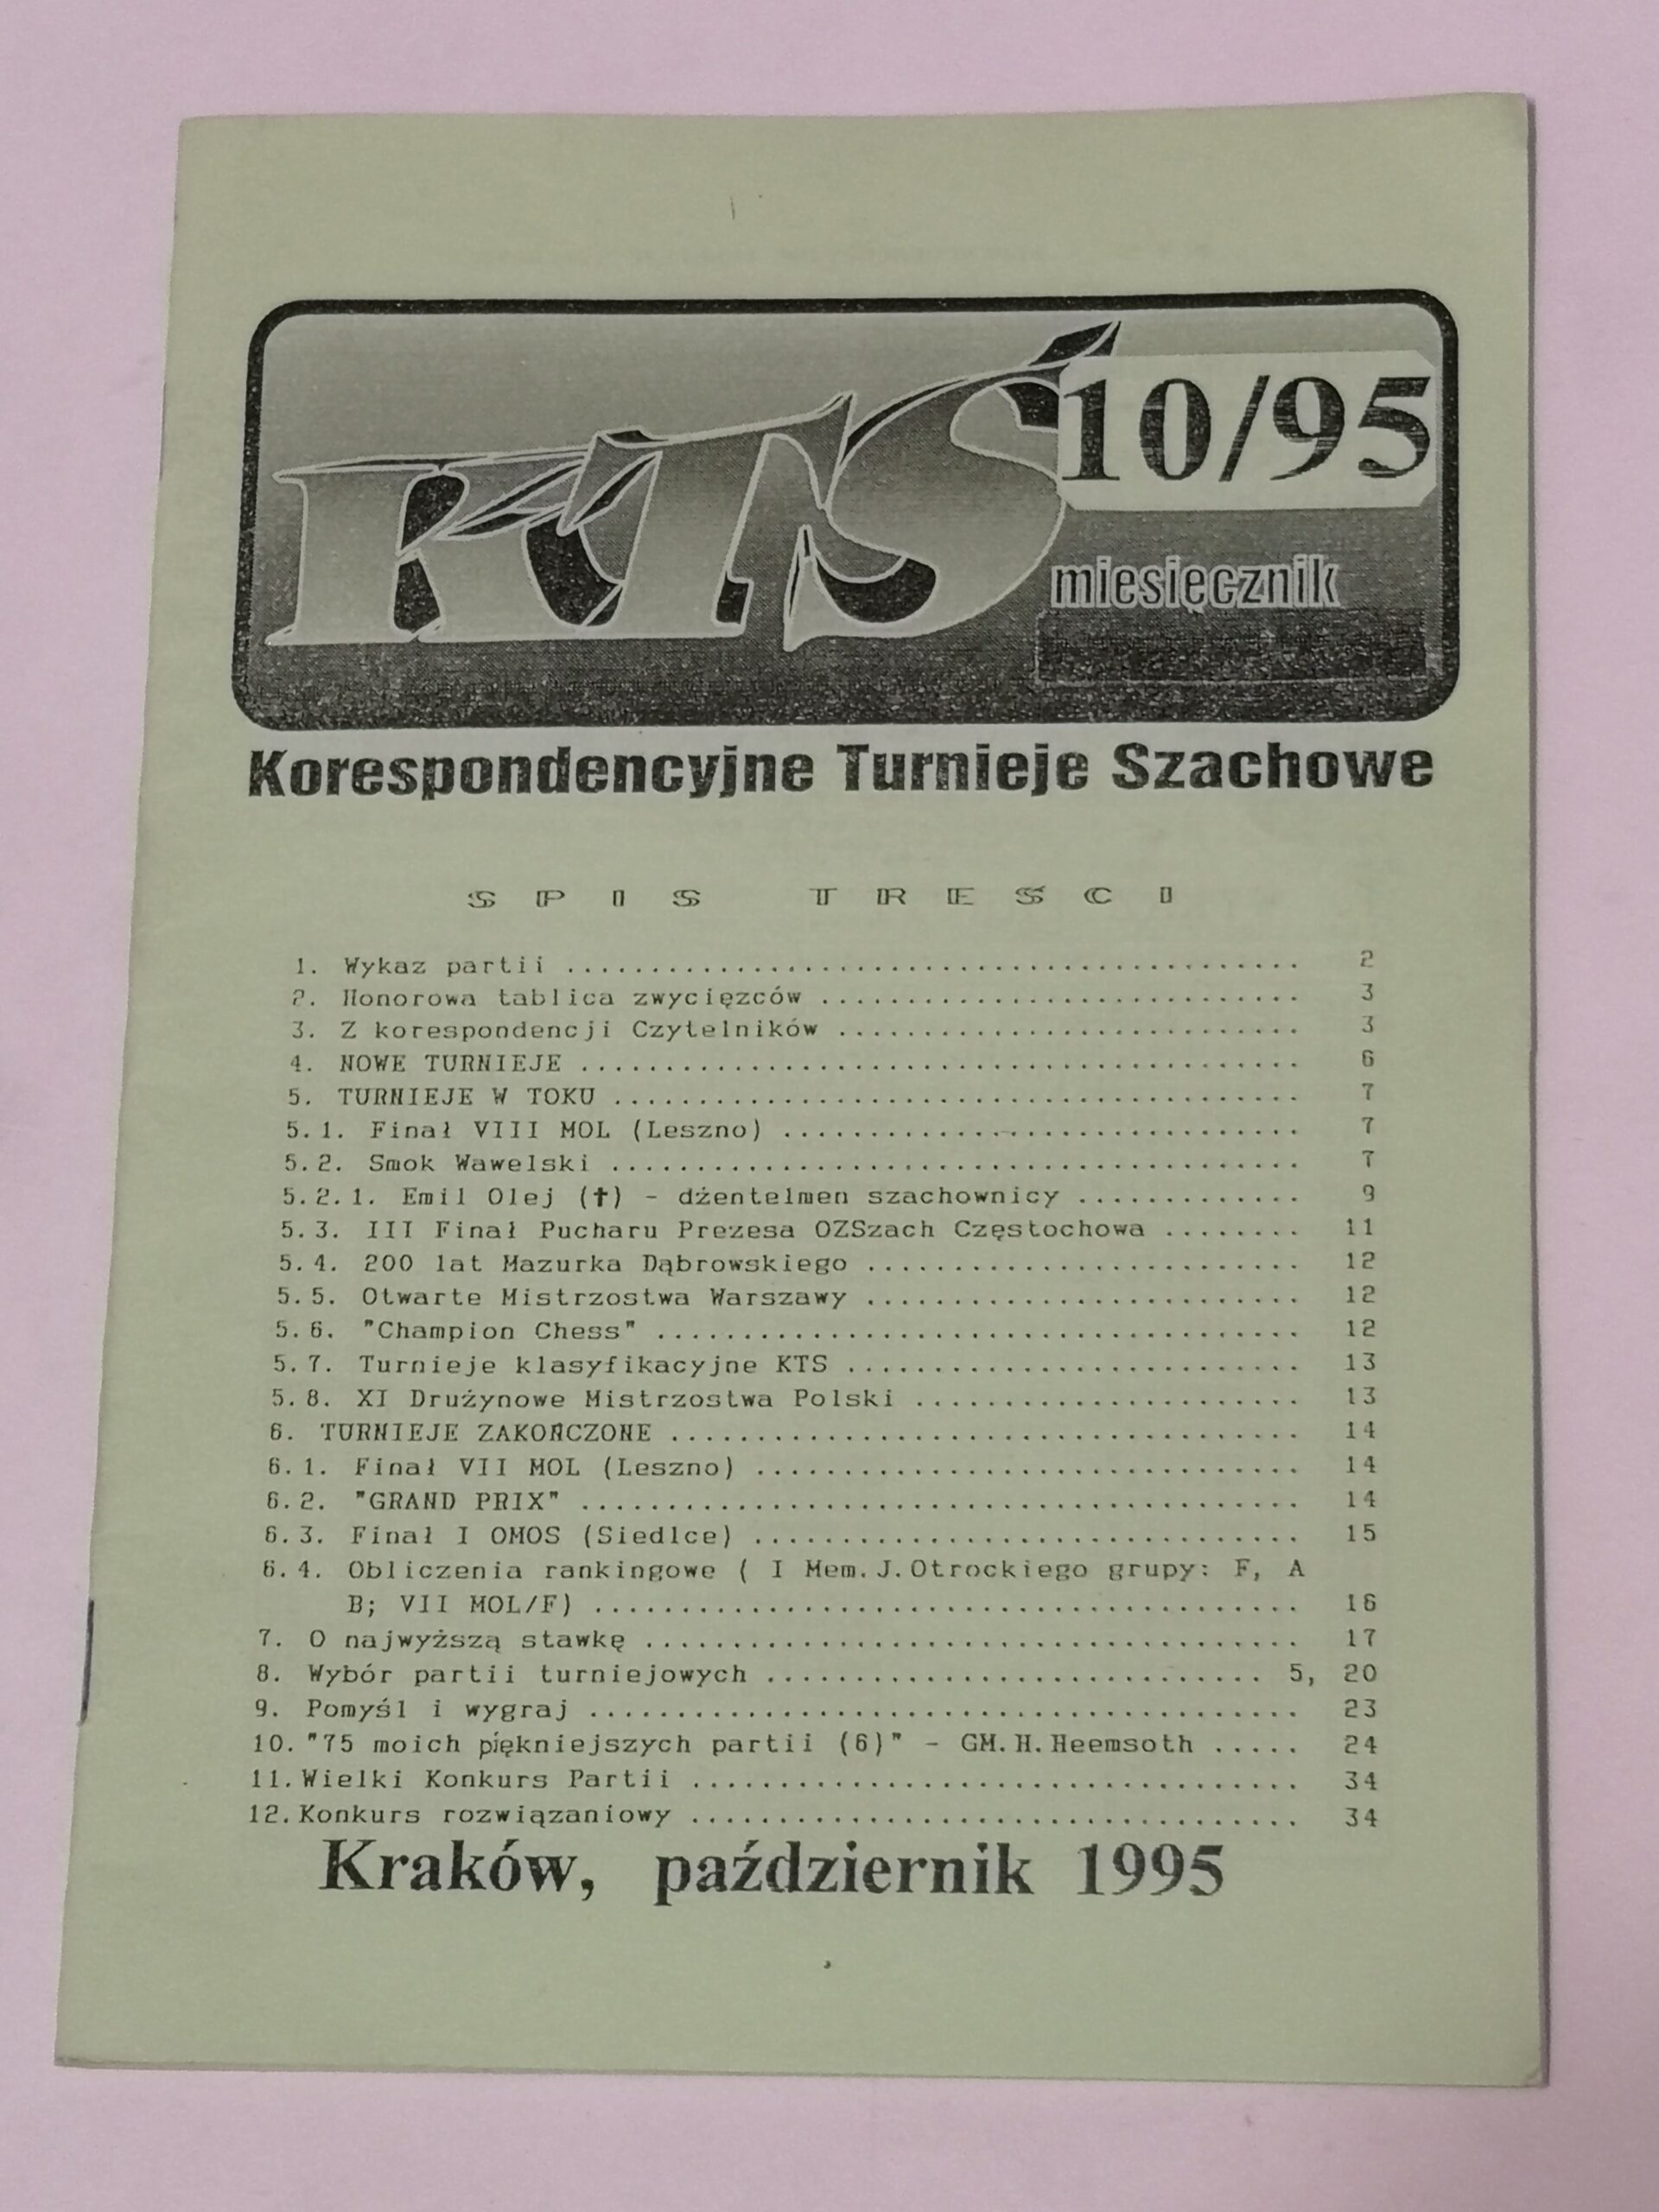 KTS
10/95
miesięcznik
Korespondencyjne Turnieje Szachowe
SPIS TREŚCI
1. Wykaz partii ........................................... 2
2. Honorowa tablica zwycięzców ............................ 3
3. Z korespondencji Czytelników ........................... 3
4. NOWE TURNIEJE .......................................... 6
5. TURNIEJE W TOKU ........................................ 7
5.1. Finał VIII MOL (Leszno) .............................. 7
5.2. Smok Wawelski ........................................ 7
5.2.1. Emil Olej (†) - dżentelmen szachownicy ............. 9
5.3. III Finał Pucharu Prezesa OZSzach Częstochowa ........ 11
5.4. 200 lat Mazurka Dąbrowskiego ......................... 12
5.5. Otwarte Mistrzostwa Warszawy ......................... 12
5.6. "Champion Chess" ..................................... 12
5.7. Turnieje klasyfikacyjne KTS .......................... 13
5.8. XI Drużynowe Mistrzostwa Polski ...................... 13
6. TURNIEJE ZAKOŃCZONE .................................... 14
6.1. Finał VII MOL (Leszno) ............................... 14
6.2. "GRAND PRIX" ......................................... 14
6.3. Finał I OMOS (Siedlce) ............................... 15
6.4. Obliczenia rankingowe ( I Mem.J.Otrockiego grupy: F, A
B; VII MOL/F) ......................................... 16
7. O najwyższą stawkę ..................................... 17
8. Wybór partii turniejowych ............................. 5, 20
9. Pomyśl i wygraj ........................................ 23
10."75 moich piękniejszych partii (6)" - GM.H.Heemsoth ..... 24
11.Wielki Konkurs Partii .................................. 34
12.Konkurs rozwiązaniowy .................................. 34
Kraków, październik 1995